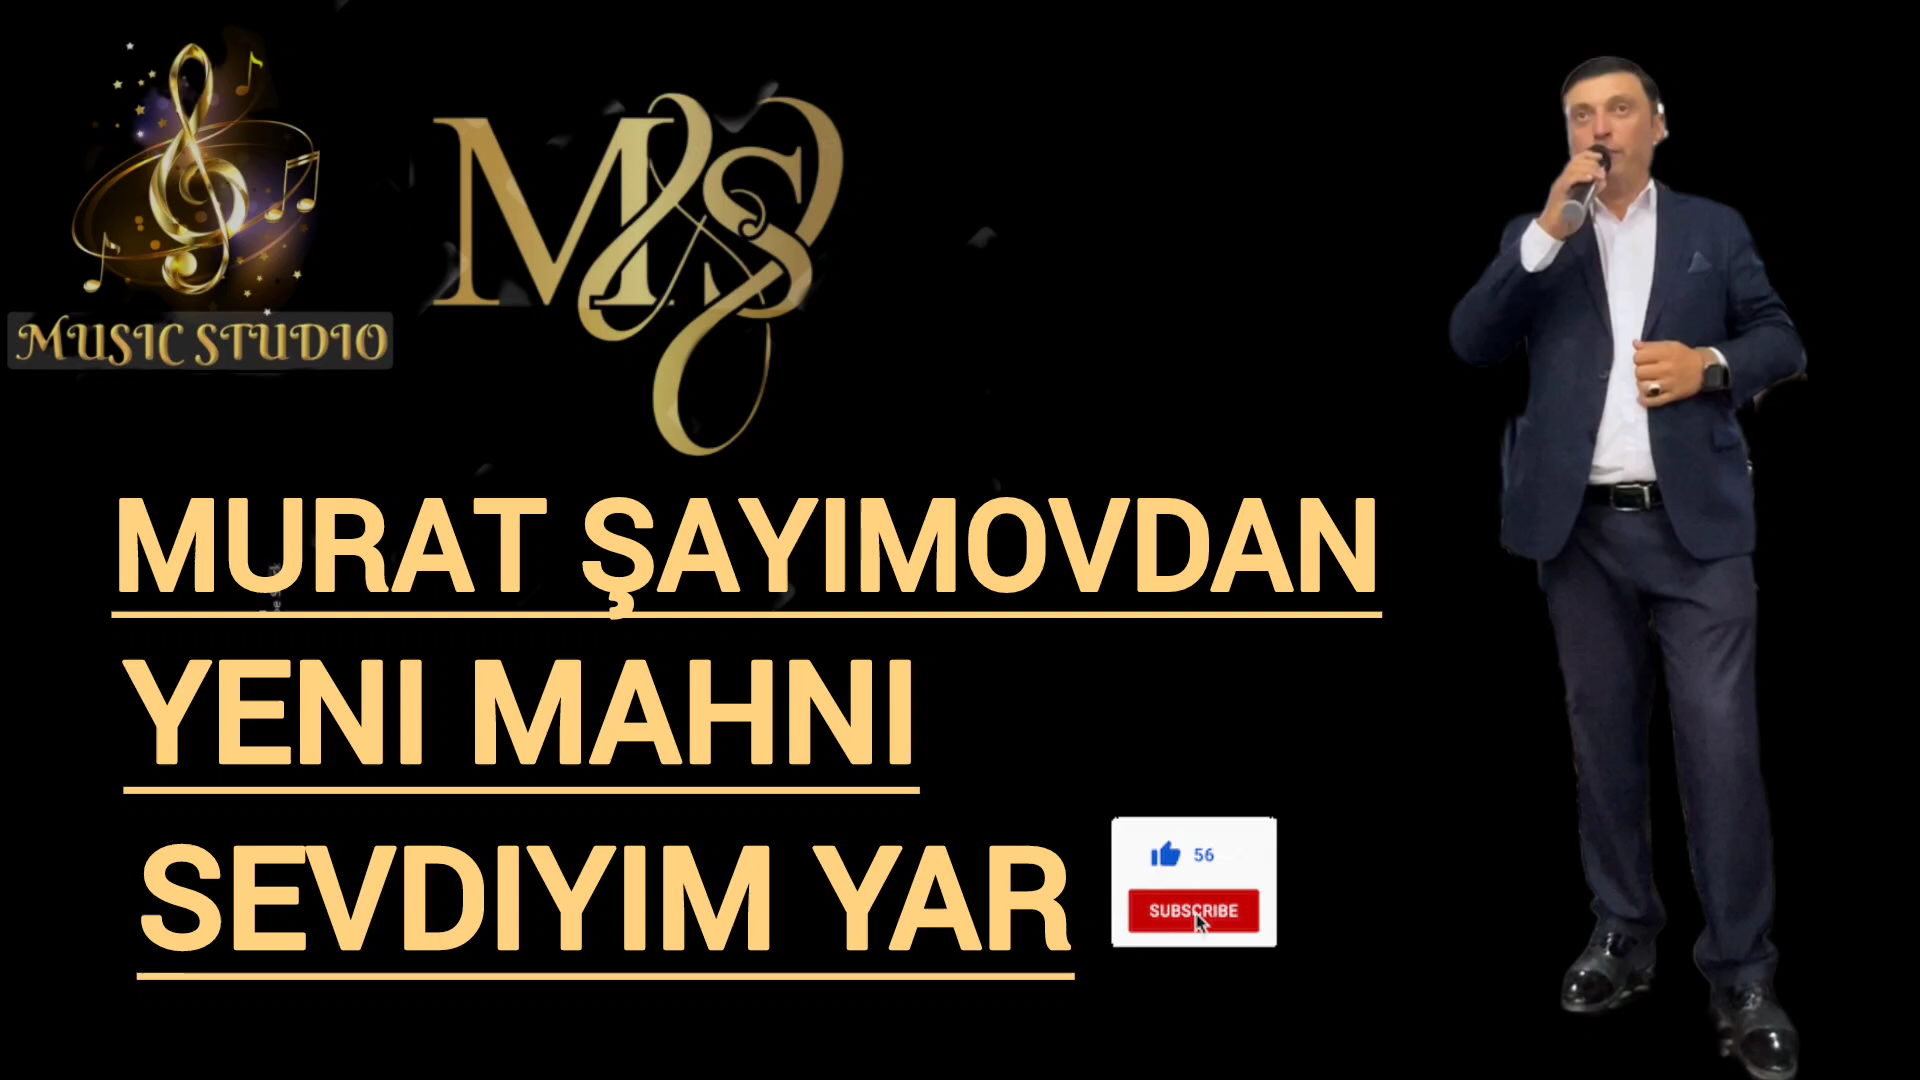 MUSIC STUDIO
MS
MURAT ŞAYIMOVDAN
YENI MAHNI
SEVDIYIM YAR
56
SUBSCRIBE